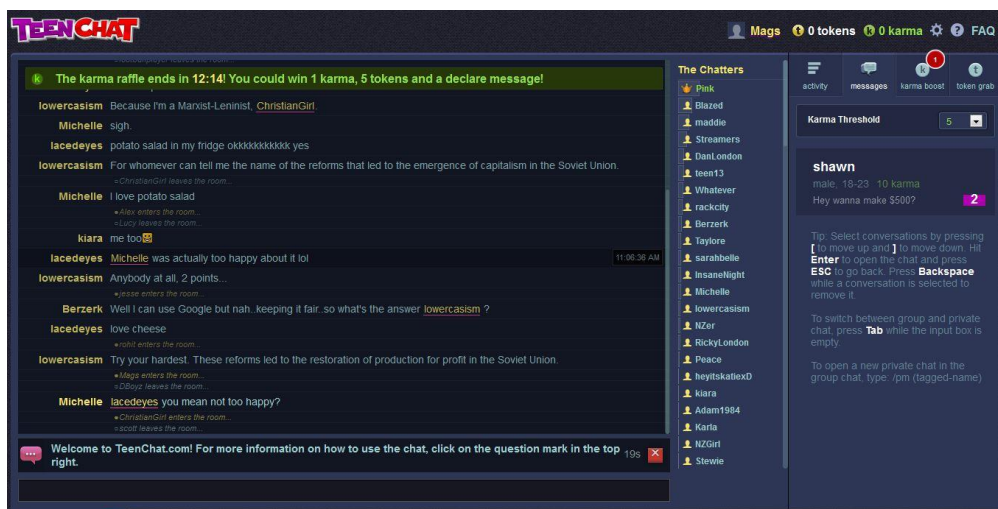 TEENCHAT
Mags 0 tokens 0 karma FAQ
The karma raffle ends in 12:14! You could win 1 karma, 5 tokens and a declare message!
lowercasism Because I'm a Marxist-Leninist, ChristianGirl.
Michelle sigh.
lacedeyes potato salad in my fridge okkkkkkkkkkk yes
lowercasism For whomever can tell me the name of the reforms that led to the emergence of capitalism in the Soviet Union.
ChristianGirl leaves the room...
Michelle I love potato salad
Alex enters the room...
Lucy leaves the room...
kiara me too
lacedeyes Michelle was actually too happy about it lol 11:06:36 AM
lowercasism Anybody at all, 2 points...
jesse enters the room...
Berzerk Well I can use Google but nah..keeping it fair..so what's the answer lowercasism ?
lacedeyes love cheese
rohit enters the room...
lowercasism Try your hardest. These reforms led to the restoration of production for profit in the Soviet Union.
Mags enters the room...
DBoyz leaves the room...
Michelle lacedeyes you mean not too happy?
ChristianGirl enters the room...
scott leaves the room...
Welcome to TeenChat.com! For more information on how to use the chat, click on the question mark in the top
right.
19s
The Chatters
Pink
Blazed
maddie
Streamers
DanLondon
teen13
Whatever
rackcity
Berzerk
Taylore
sarahbelle
InsaneNight
Michelle
lowercasism
NZer
RickyLondon
Peace
heyitskatiexD
kiara
Adam1984
Karla
NZGirl
Stewie
1
activity messages karma boost token grab
Karma Threshold 5
shawn
male, 18-23 10 karma
Hey wanna make $500? 2
Tip: Select conversations by pressing
[ to move up and ] to move down. Hit
Enter to open the chat and press
ESC to go back. Press Backspace
while a conversation is selected to
remove it.
To switch between group and private
chat, press Tab while the input box is
empty.
To open a new private chat in the
group chat, type: /pm (tagged-name)